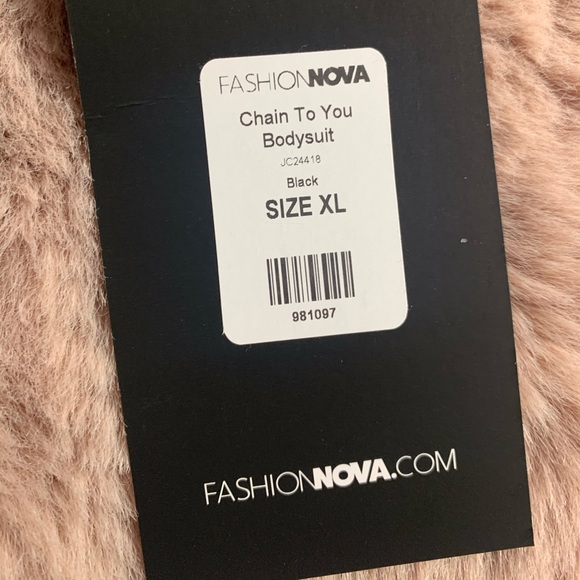 FASHIONNOVA
Chain To You
Bodysuit
JC24418
Black
SIZE XL
981097
FASHIONNOVA.COM